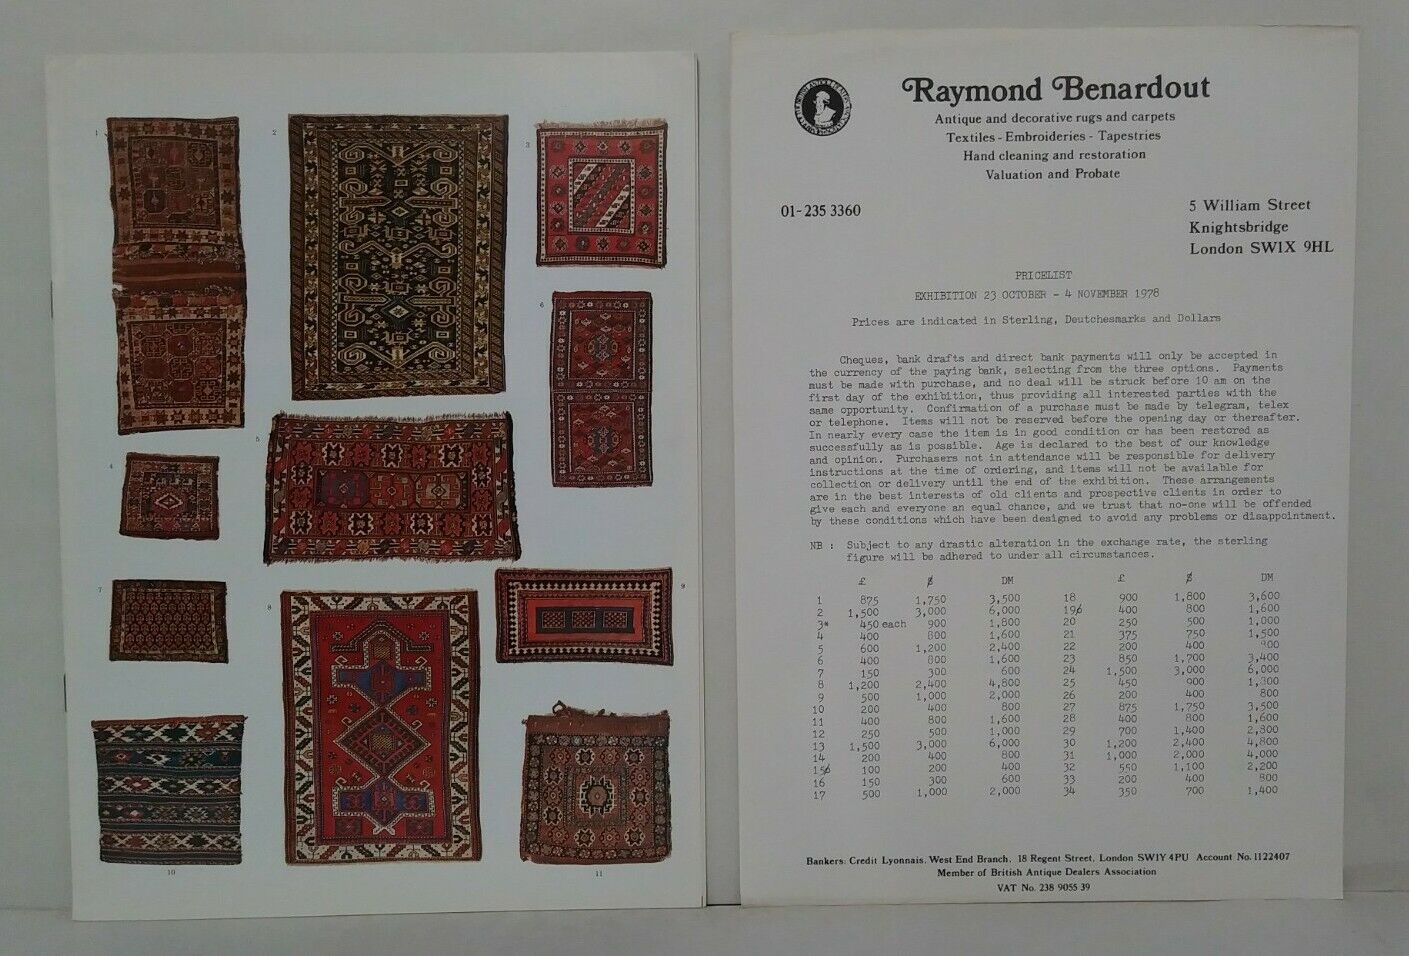 1
2
3
4
5
6
7
8
9
10
11
Raymond Benardout
Antique and decorative rugs and carpets
Textiles - Embroideries - Tapestries
Hand cleaning and restoration
Valuation and Probate
01-235 3360
5 William Street
Knightsbridge
London SW1X 9HL
PRICELIST
EXHIBITION 23 OCTOBER - 4 NOVEMBER 1978
Prices are indicated in Sterling, Deutchesmarks and Dollars
Cheques, bank drafts and direct bank payments will only be accepted in
the currency of the paying bank, selecting from the three options. Payments
must be made with purchase, and no deal will be struck before 10 am on the
first day of the exhibition, thus providing all interested parties with the
same opportunity. Confirmation of a purchase must be made by telegram, telex
or telephone. Items will not be reserved before the opening day or thereafter.
In nearly every case the item is in good condition or has been restored as
successfully as is possible. Age is declared to the best of our knowledge
and opinion. Purchasers not in attendance will be responsible for delivery
instructions at the time of ordering, and items will not be available for
collection or delivery until the end of the exhibition. These arrangements
are in the best interests of old clients and prospective clients in order to
give each and everyone an equal chance, and we trust that no-one will be offended
by these conditions which have been designed to avoid any problems or disappointment.
NB : Subject to any drastic alteration in the exchange rate, the sterling
figure will be adhered to under all circumstances.
£ $ DM £ $ DM
1 875 1,750 3,500 18 900 1,800 3,600
2 1,500 3,000 6,000 19 400 800 1,600
3* 450 each 900 1,800 20 250 500 1,000
4 400 800 1,600 21 375 750 1,500
5 600 1,200 2,400 22 200 400 800
6 400 800 1,600 23 850 1,700 3,400
7 150 300 600 24 1,500 3,000 6,000
8 1,200 2,400 4,800 25 450 900 1,800
9 500 1,000 2,000 26 200 400 800
10 200 400 800 27 875 1,750 3,500
11 400 800 1,600 28 400 800 1,600
12 250 500 1,000 29 700 1,400 2,800
13 1,500 3,000 6,000 30 1,200 2,400 4,800
14 200 400 800 31 1,000 2,000 4,000
15 100 200 400 32 550 1,100 2,200
16 150 300 600 33 200 400 800
17 500 1,000 2,000 34 350 700 1,400
Bankers: Credit Lyonnais, West End Branch, 18 Regent Street, London SW1Y 4PU Account No. 1122407
Member of British Antique Dealers Association
VAT No. 238 9055 39